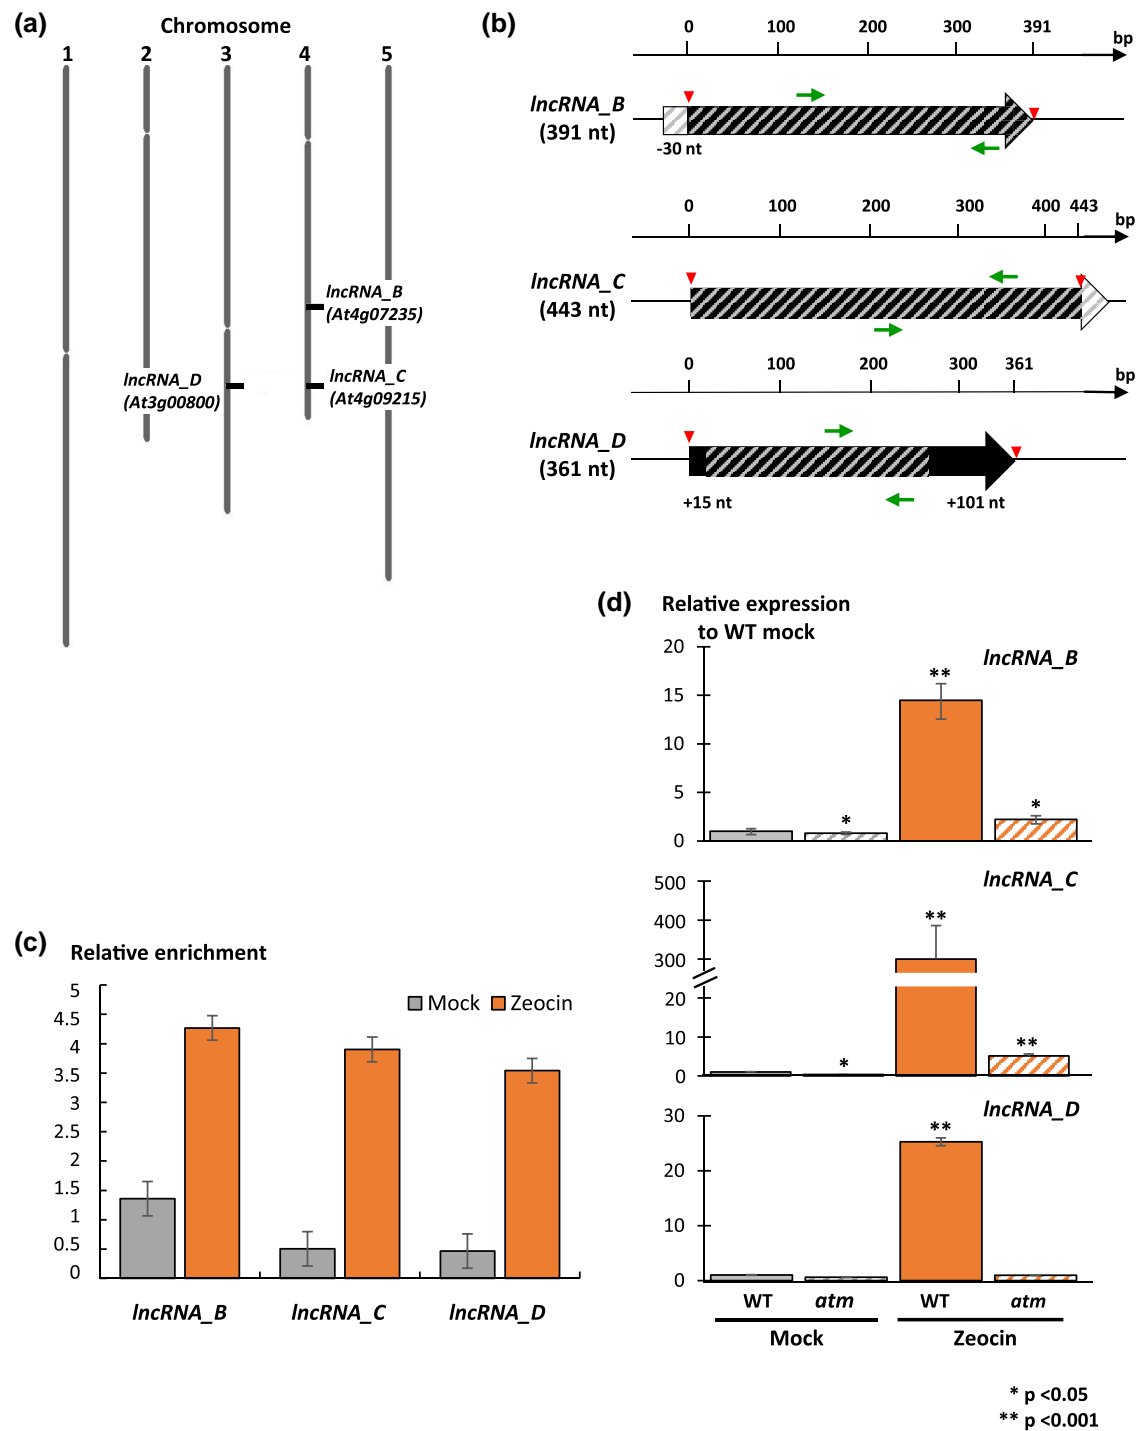 (a)
Chromosome
1 2 3 4 5
lncRNA_B
(At4g07235)
lncRNA_D
(At3g00800)
lncRNA_C
(At4g09215)
(b)
0 100 200 300 391 bp
lncRNA_B
(391 nt)
-30 nt
0 100 200 300 400 443 bp
lncRNA_C
(443 nt)
0 100 200 300 361 bp
lncRNA_D
(361 nt)
+15 nt +101 nt
(c)
Relative enrichment
Mock Zeocin
5
4.5
4
3.5
3
2.5
2
1.5
1
0.5
0
lncRNA_B lncRNA_C lncRNA_D
(d)
Relative expression
to WT mock
lncRNA_B
20
15
10
5
0
* ** *
lncRNA_C
500
400
300
20
10
0
* ** **
lncRNA_D
30
20
10
0
**
WT atm WT atm
Mock Zeocin
* p <0.05
** p <0.001